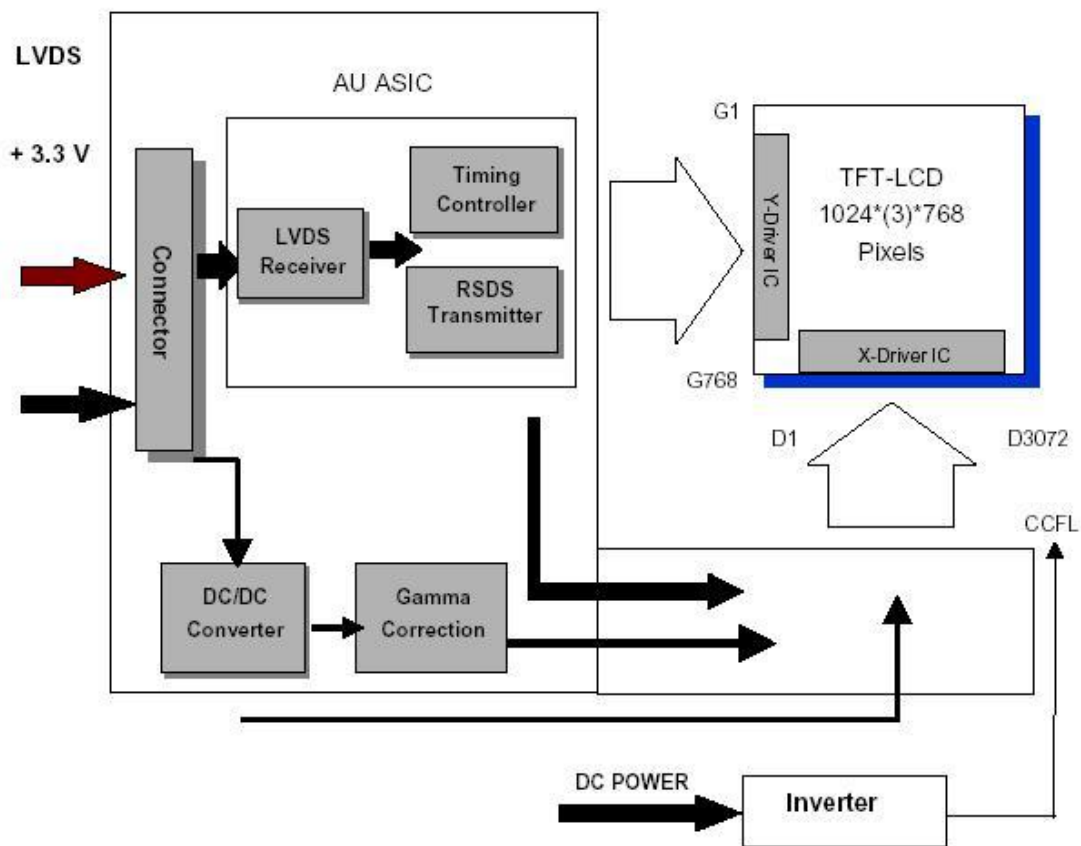 LVDS
+ 3.3 V
AU ASIC
Connector
LVDS
Receiver
Timing
Controller
RSDS
Transmitter
G1
Y-Driver IC
TFT-LCD
1024*(3)*768
Pixels
X-Driver IC
G768
D1
D3072
CCFL
DC/DC
Converter
Gamma
Correction
DC POWER
Inverter